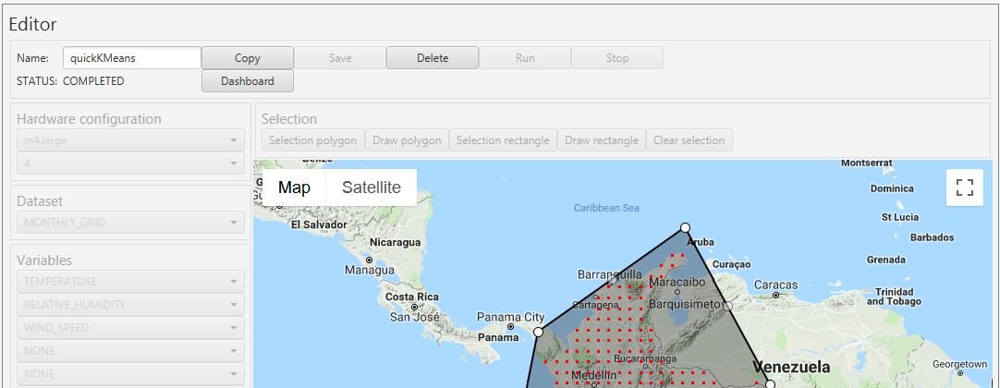 Editor
Name: quickKMeans Copy Save Delete Run Stop
STATUS: COMPLETED Dashboard
Hardware configuration
m4.large
4
Dataset
MONTHLY_GRID
Variables
TEMPERATURE
RELATIVE_HUMIDITY
WIND_SPEED
NONE
NONE
Selection
Selection polygon Draw polygon Selection rectangle Draw rectangle Clear selection
Map Satellite
Montserrat
Dominica
Caribbean Sea
St Lucia
El Salvador
Barbados
Nicaragua
Aruba
Managua
Curaçao
Grenada
Barranquilla
Maracaibo
Caracas
Costa Rica
Cartagena
Barquisimeto
Trinidad
and Tobago
San José
Panama City
Panama
Bucaramanga
Medellín
Venezuela
Georgetown